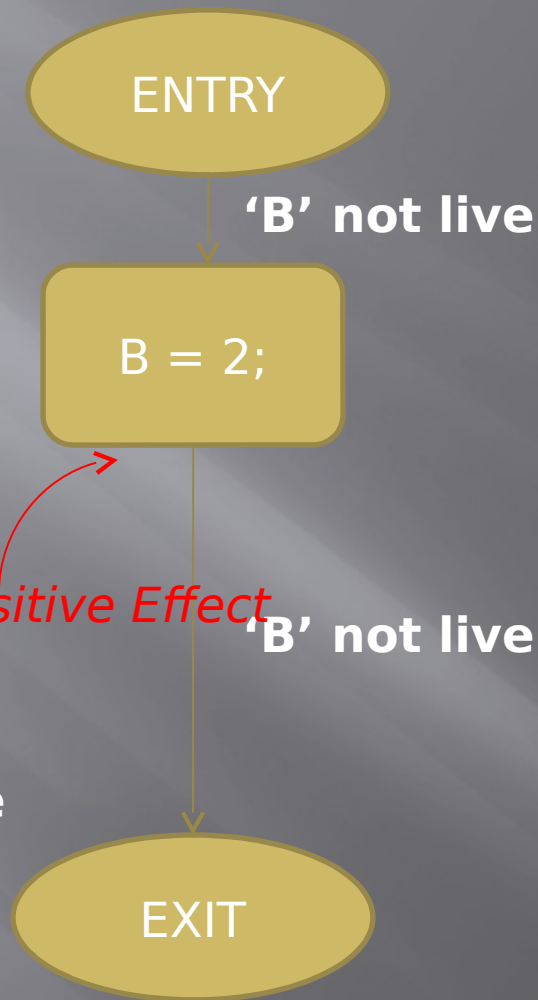 ENTRY
‘B’ not live
B = 2;
sitive Effect
‘B’ not live
e
EXIT